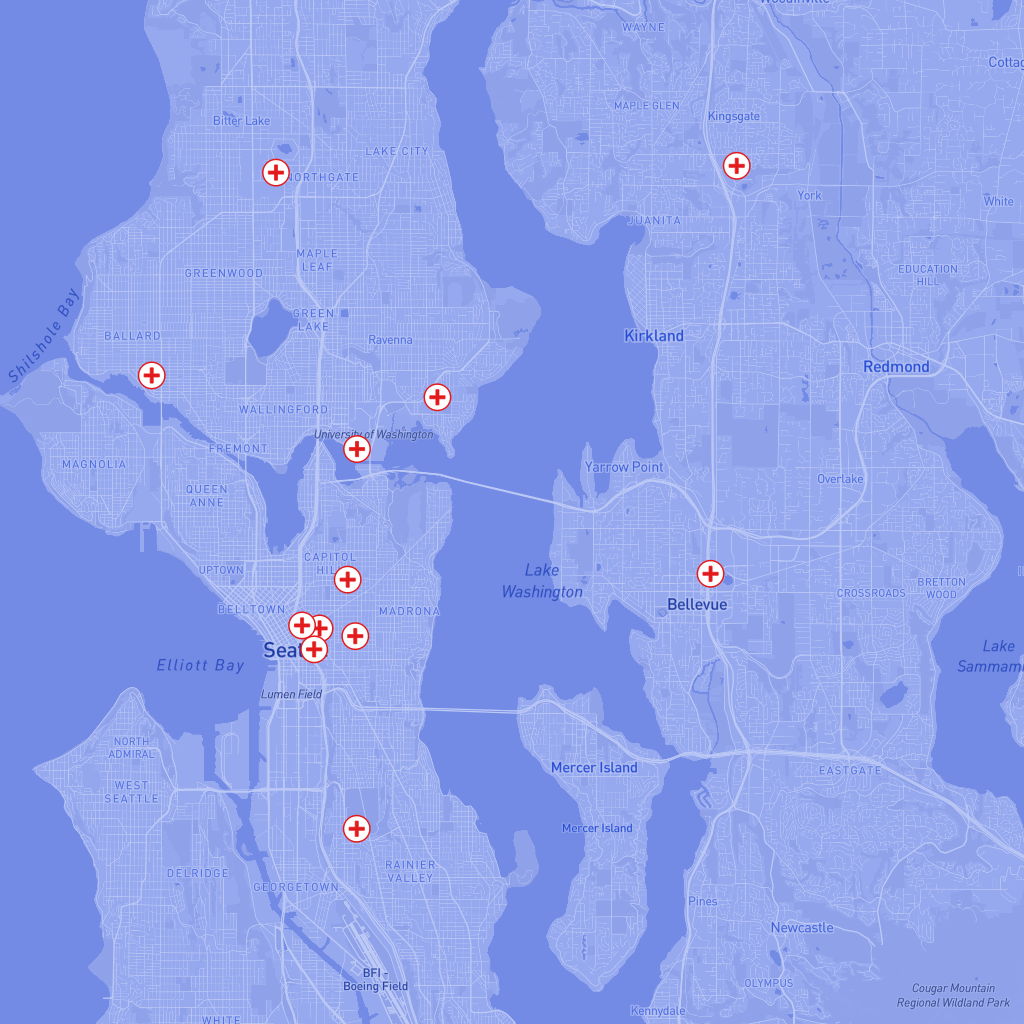 Woodinville
WAYNE
Cottag
MAPLE GLEN
Kingsgate
Bitter Lake
LAKE CITY
NORTHGATE
York
White
JUANITA
MAPLE
LEAF
GREENWOOD
EDUCATION
HILL
Shilshole Bay
GREEN
LAKE
BALLARD
Ravenna
Kirkland
Redmond
WALLINGFORD
University of Washington
FREMONT
MAGNOLIA
Yarrow Point
Overlake
QUEEN
ANNE
CAPITOL
HILL
UPTOWN
Lake
Washington
BRETTON
WOOD
CROSSROADS
BELLTOWN
MADRONA
Bellevue
Seattle
Elliott Bay
Lake
Sammami
Lumen Field
NORTH
ADMIRAL
Mercer Island
EASTGATE
WEST
SEATTLE
Mercer Island
RAINIER
VALLEY
DELRIDGE
GEORGETOWN
Pines
Newcastle
BFI -
Boeing Field
OLYMPUS
Cougar Mountain
Regional Wildland Park
Kennydale
WHITE